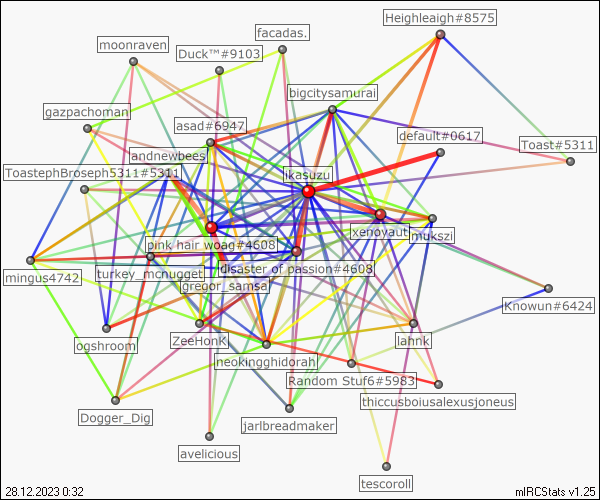 Heighleaigh#8575
facadas.
moonraven
Duck™#9103
bigcitysamurai
gazpachoman
asad#6947
default#0617
Toast#5311
andnewbees
ToastephBroseph5311#5311
ikasuzu
xenoyaut
mukszi
pink hair woag#4608
mingus4742
turkey_mcnugget
disaster of passion#4608
gregor_samsa
Knowun#6424
ogshroom
ZeeHonK
lahnk
neokingghidorah
Random Stuf6#5983
thiccusboiusalexusjoneus
Dogger_Dig
jarlbreadmaker
avelicious
tescoroll
28.12.2023 0:32
mIRCStats v1.25